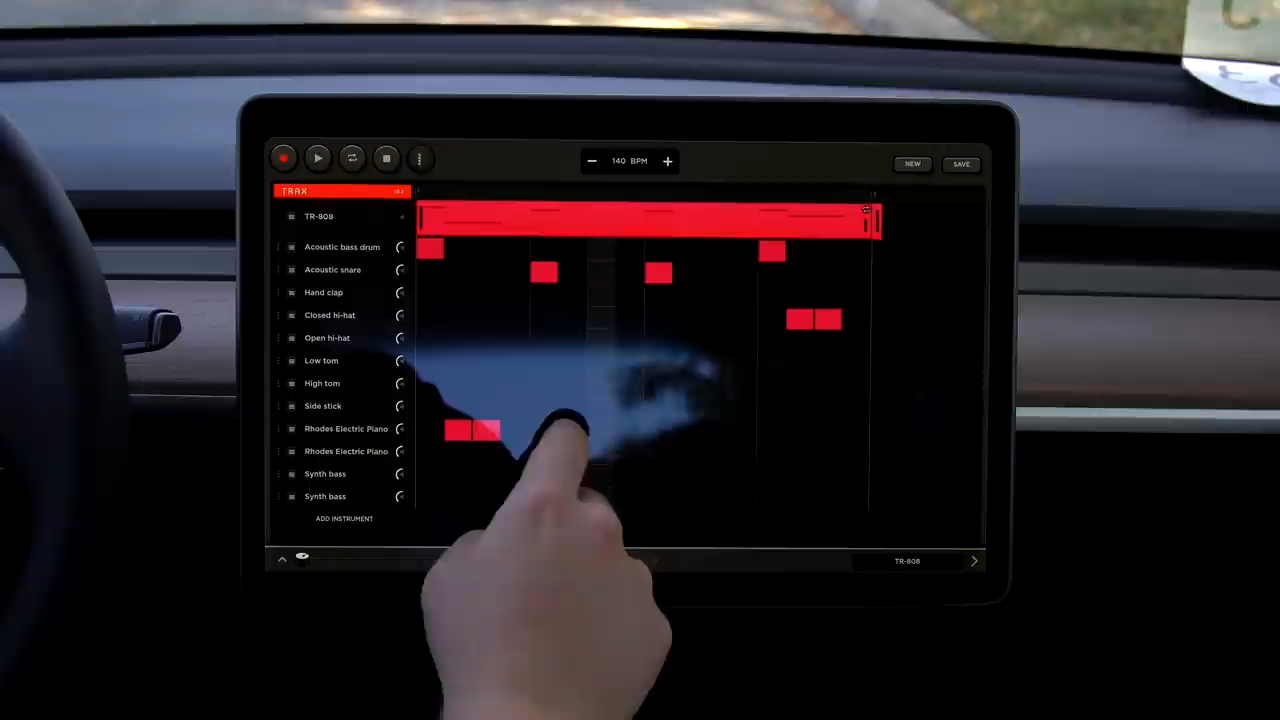 140 BPM
NEW
SAVE
TRAX
TR-808
Acoustic bass drum
Acoustic snare
Hand clap
Closed hi-hat
Open hi-hat
Low tom
High tom
Side stick
Rhodes Electric Piano
Rhodes Electric Piano
Synth bass
Synth bass
ADD INSTRUMENT
TR-808